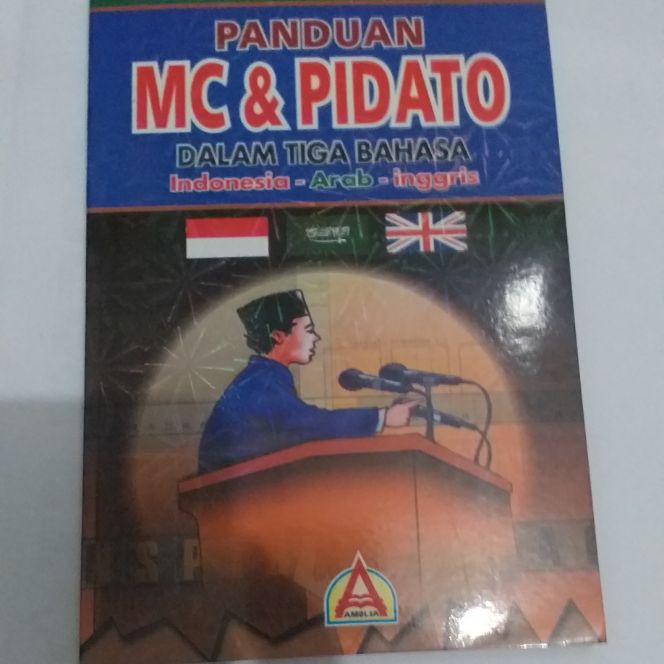 PANDUAN
MC & PIDATO
DALAM TIGA BAHASA
Indonesia - Arab - inggris
AMELIA